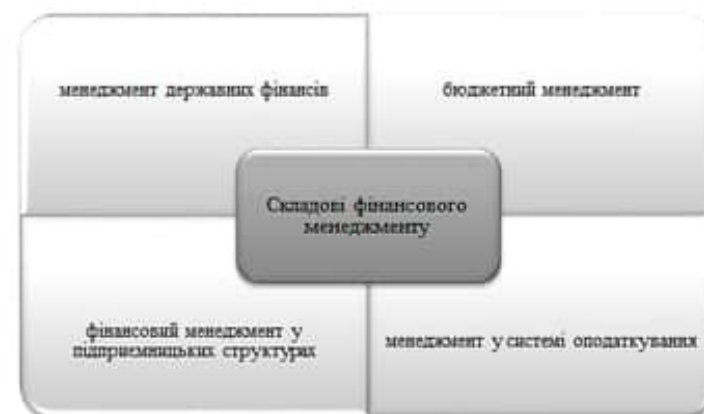 менеджмент державних фінансів
бюджетний менеджмент
Складові фінансового
менеджменту
фінансовий менеджмент у
підприємницьких структурах
менеджмент у системі оподаткування